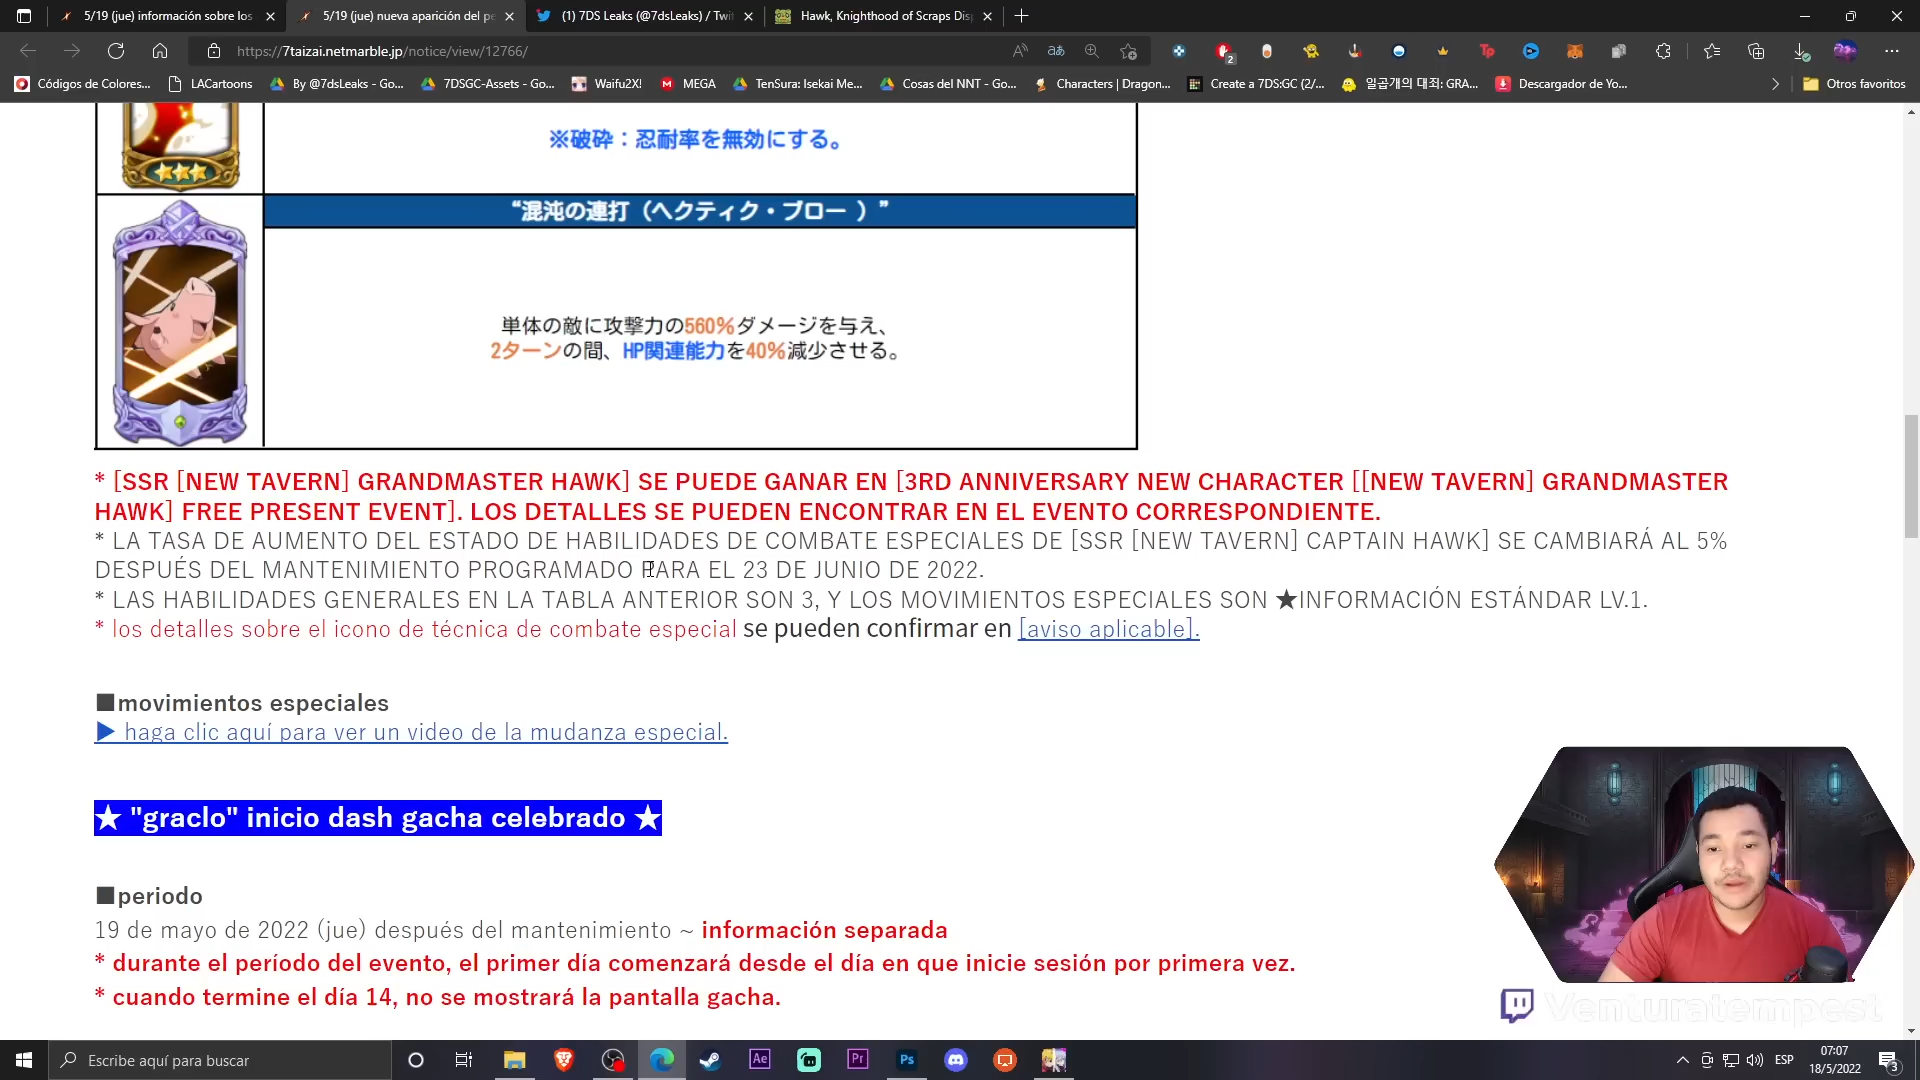 5/19 (jue) información sobre los
5/19 (jue) nueva aparición del pe
(1) 7DS Leaks (@7dsLeaks) / Twit
Hawk, Knighthood of Scraps Dis
https://7taizai.netmarble.jp/notice/view/12766/
Códigos de Colores...
LACartoons
By @7dsLeaks - Go...
7DSGC-Assets - Go...
Waifu2X!
MEGA
TenSura: Isekai Me...
Cosas del NNT - Go...
Characters | Dragon...
Create a 7DS:GC (2/...
일곱개의 대죄: GRA...
Descargador de Yo...
Otros favoritos
※破砕：忍耐率を無効にする。
“混沌の連打（ヘクティク・ブロー ）”
単体の敵に攻撃力の560%ダメージを与え、
2ターンの間、HP関連能力を40%減少させる。
* [SSR [NEW TAVERN] GRANDMASTER HAWK] SE PUEDE GANAR EN [3RD ANNIVERSARY NEW CHARACTER [[NEW TAVERN] GRANDMASTER
HAWK] FREE PRESENT EVENT]. LOS DETALLES SE PUEDEN ENCONTRAR EN EL EVENTO CORRESPONDIENTE.
* LA TASA DE AUMENTO DEL ESTADO DE HABILIDADES DE COMBATE ESPECIALES DE [SSR [NEW TAVERN] CAPTAIN HAWK] SE CAMBIARÁ AL 5%
DESPUÉS DEL MANTENIMIENTO PROGRAMADO PARA EL 23 DE JUNIO DE 2022.
* LAS HABILIDADES GENERALES EN LA TABLA ANTERIOR SON 3, Y LOS MOVIMIENTOS ESPECIALES SON ★INFORMACIÓN ESTÁNDAR LV.1.
* los detalles sobre el icono de técnica de combate especial se pueden confirmar en [aviso aplicable].
■movimientos especiales
▶ haga clic aquí para ver un video de la mudanza especial.
★ "graclo" inicio dash gacha celebrado ★
■periodo
19 de mayo de 2022 (jue) después del mantenimiento ~ información separada
* durante el período del evento, el primer día comenzará desde el día en que inicie sesión por primera vez.
* cuando termine el día 14, no se mostrará la pantalla gacha.
Venturatempest
Escribe aquí para buscar
Ae
Pr
Ps
ESP
07:07
18/5/2022
3